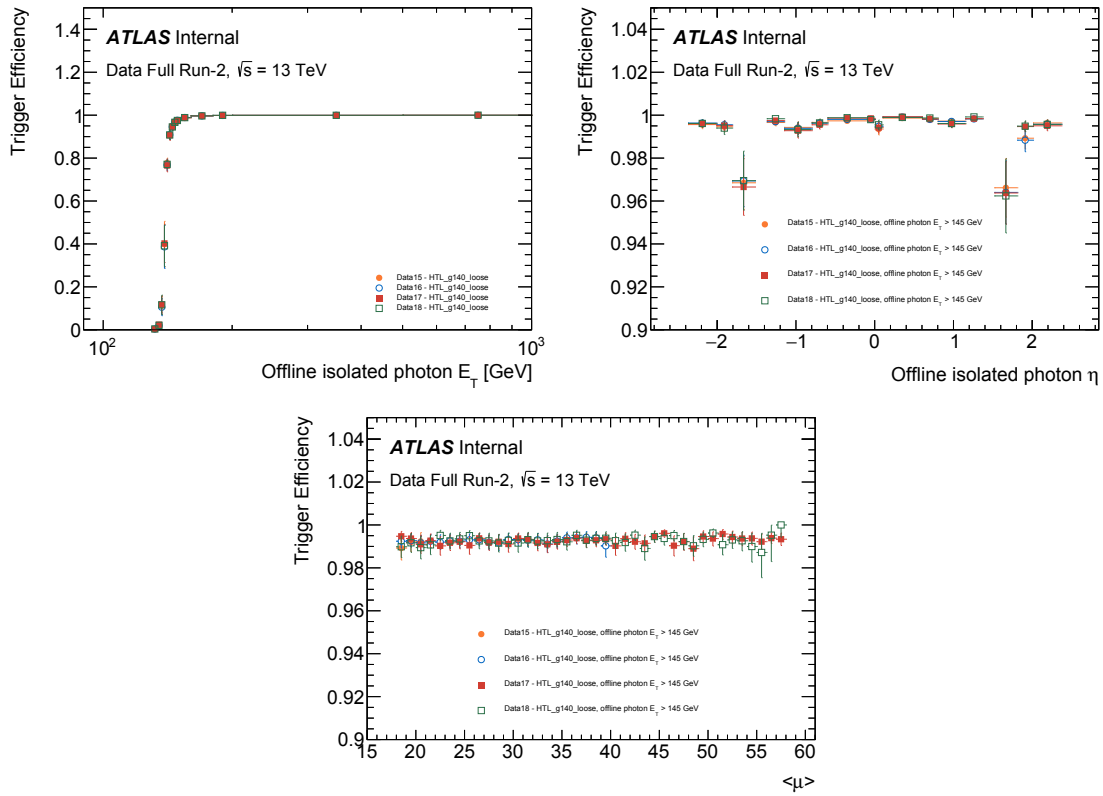 ATLAS Internal
Data Full Run-2, √s = 13 TeV
Trigger Efficiency
1.4
1.2
1
0.8
0.6
0.4
0.2
0
Data15 - HTL_g140_loose
Data16 - HTL_g140_loose
Data17 - HTL_g140_loose
Data18 - HTL_g140_loose
10²
10³
Offline isolated photon E_T [GeV]
ATLAS Internal
Data Full Run-2, √s = 13 TeV
Trigger Efficiency
1.04
1.02
1
0.98
0.96
0.94
0.92
0.9
Data15 - HTL_g140_loose, offline photon E_T > 145 GeV
Data16 - HTL_g140_loose, offline photon E_T > 145 GeV
Data17 - HTL_g140_loose, offline photon E_T > 145 GeV
Data18 - HTL_g140_loose, offline photon E_T > 145 GeV
−2 −1 0 1 2
Offline isolated photon η
ATLAS Internal
Data Full Run-2, √s = 13 TeV
Trigger Efficiency
1.04
1.02
1
0.98
0.96
0.94
0.92
0.9
Data15 - HTL_g140_loose, offline photon E_T > 145 GeV
Data16 - HTL_g140_loose, offline photon E_T > 145 GeV
Data17 - HTL_g140_loose, offline photon E_T > 145 GeV
Data18 - HTL_g140_loose, offline photon E_T > 145 GeV
15 20 25 30 35 40 45 50 55 60
<μ>